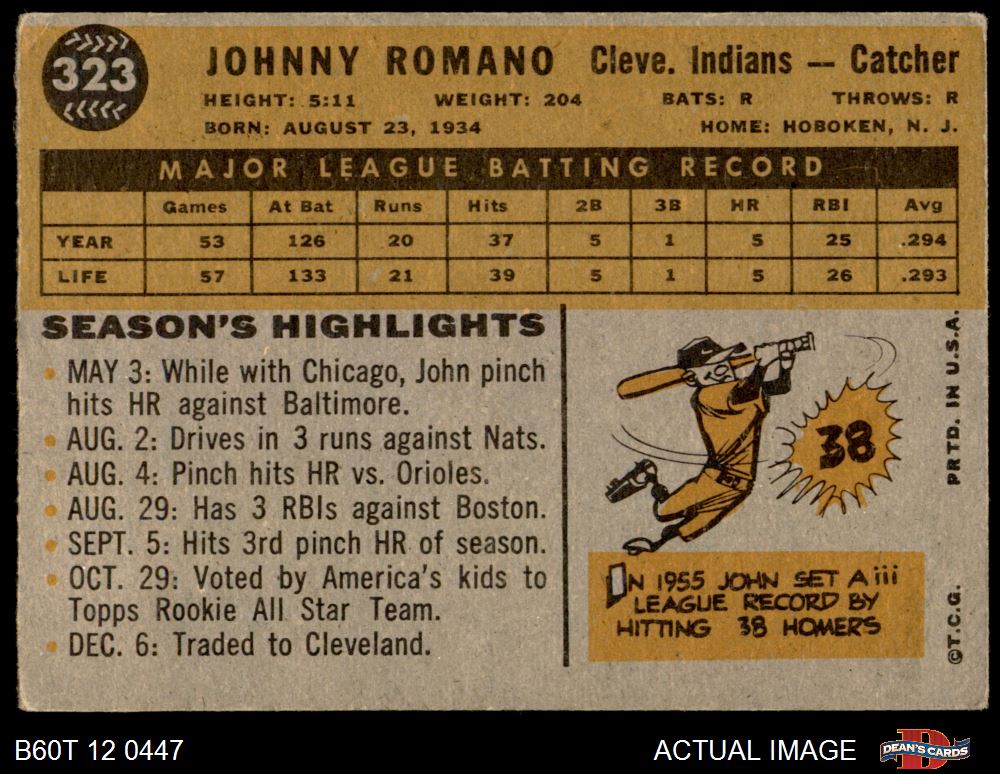 323
JOHNNY ROMANO Cleve. Indians — Catcher
HEIGHT: 5:11 WEIGHT: 204 BATS: R THROWS: R
BORN: AUGUST 23, 1934 HOME: HOBOKEN, N. J.
MAJOR LEAGUE BATTING RECORD
Games At Bat Runs Hits 2B 3B HR RBI Avg
YEAR 53 126 20 37 5 1 5 25 .294
LIFE 57 133 21 39 5 1 5 26 .293
SEASON'S HIGHLIGHTS
• MAY 3: While with Chicago, John pinch
hits HR against Baltimore.
• AUG. 2: Drives in 3 runs against Nats.
• AUG. 4: Pinch hits HR vs. Orioles.
• AUG. 29: Has 3 RBIs against Boston.
• SEPT. 5: Hits 3rd pinch HR of season.
• OCT. 29: Voted by America's kids to
Topps Rookie All Star Team.
• DEC. 6: Traded to Cleveland.
38
IN 1955 JOHN SET A iii
LEAGUE RECORD BY
HITTING 38 HOMERS
©T.C.G. PRTD. IN U.S.A.
B60T 12 0447
ACTUAL IMAGE
DEAN'S CARDS